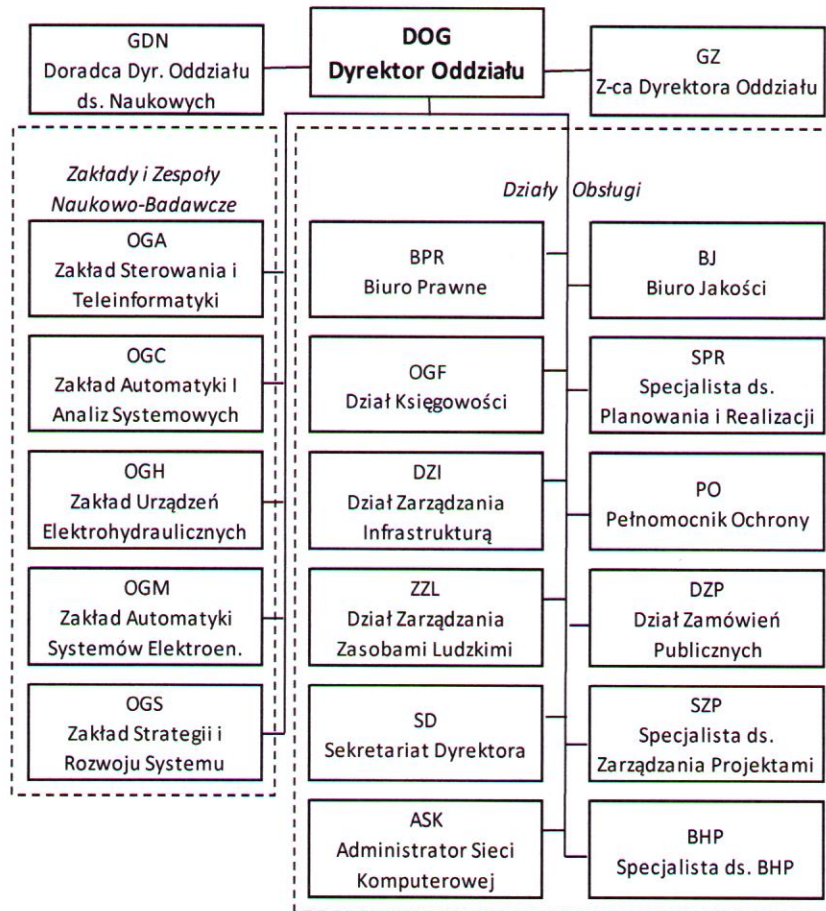 GDN
Doradca Dyr. Oddziału
ds. Naukowych
DOG
Dyrektor Oddziału
GZ
Z-ca Dyrektora Oddziału
Zakłady i Zespoły
Naukowo-Badawcze
OGA
Zakład Sterowania i
Teleinformatyki
OGC
Zakład Automatyki I
Analiz Systemowych
OGH
Zakład Urządzeń
Elektrohydraulicznych
OGM
Zakład Automatyki
Systemów Elektroen.
OGS
Zakład Strategii i
Rozwoju Systemu
Działy Obsługi
BPR
Biuro Prawne
OGF
Dział Księgowości
DZI
Dział Zarządzania
Infrastrukturą
ZZL
Dział Zarządzania
Zasobami Ludzkimi
SD
Sekretariat Dyrektora
ASK
Administrator Sieci
Komputerowej
BJ
Biuro Jakości
SPR
Specjalista ds.
Planowania i Realizacji
PO
Pełnomocnik Ochrony
DZP
Dział Zamówień
Publicznych
SZP
Specjalista ds.
Zarządzania Projektami
BHP
Specjalista ds. BHP